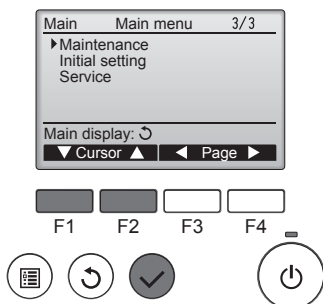 Main Main menu 3/3
Maintenance
Initial setting
Service
Main display:
Cursor Page
F1 F2 F3 F4